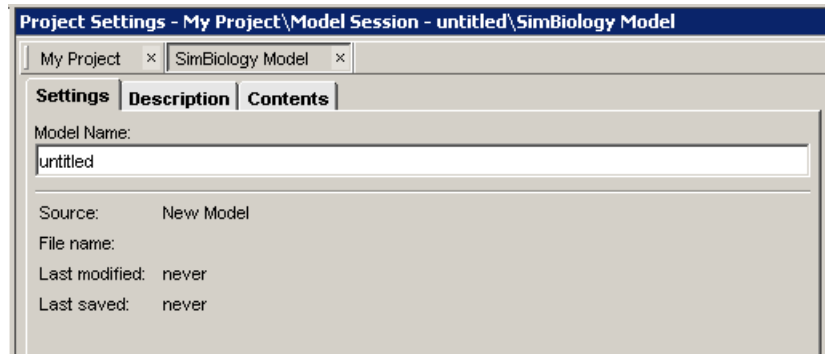 Project Settings - My Project\Model Session - untitled\SimBiology Model
My Project × SimBiology Model ×
Settings Description Contents
Model Name:
untitled
Source: New Model
File name:
Last modified: never
Last saved: never